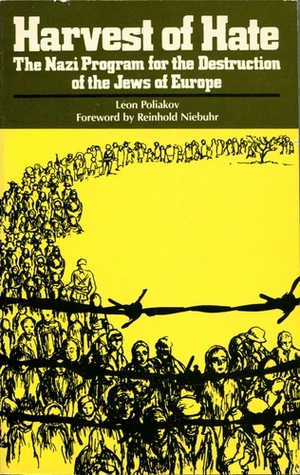 Harvest of Hate
The Nazi Program for the Destruction
of the Jews of Europe
Léon Poliakov
Foreword by Reinhold Niebuhr